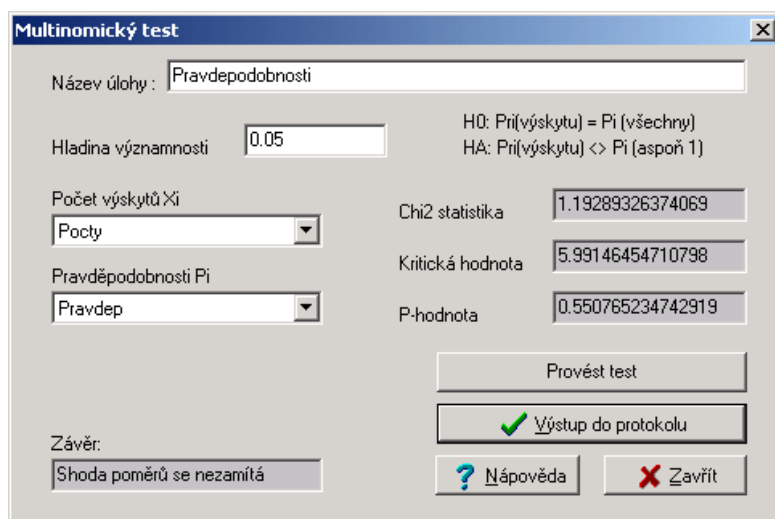 Multinomický test
Název úlohy : Pravdepodobnosti
Hladina významnosti 0.05
H0: Pri(výskytu) = Pi (všechny)
HA: Pri(výskytu) <> Pi (aspoň 1)
Počet výskytů Xi
Pocty
Pravděpodobnosti Pi
Pravdep
Chi2 statistika 1.19289326374069
Kritická hodnota 5.99146454710798
P-hodnota 0.550765234742919
Provést test
Výstup do protokolu
Závěr:
Shoda poměrů se nezamítá
Nápověda
Zavřít